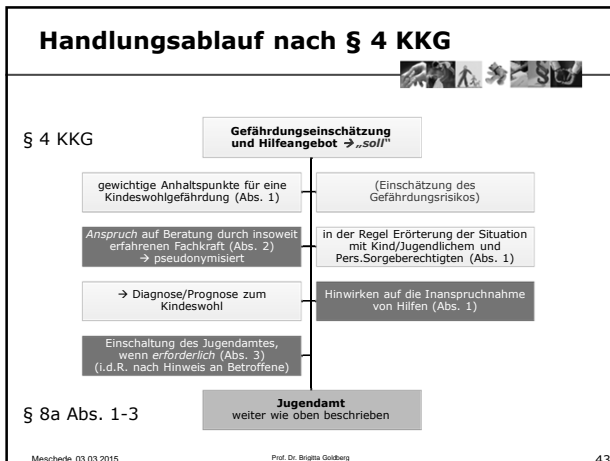 Handlungsablauf nach § 4 KKG
§ 4 KKG
Gefährdungseinschätzung
und Hilfeangebot → „soll“
gewichtige Anhaltspunkte für eine
Kindeswohlgefährdung (Abs. 1)
(Einschätzung des
Gefährdungsrisikos)
Anspruch auf Beratung durch insoweit
erfahrenen Fachkraft (Abs. 2)
→ pseudonymisiert
in der Regel Erörterung der Situation
mit Kind/Jugendlichem und
Pers.Sorgeberechtigten (Abs. 1)
→ Diagnose/Prognose zum
Kindeswohl
Hinwirken auf die Inanspruchnahme
von Hilfen (Abs. 1)
Einschaltung des Jugendamtes,
wenn erforderlich (Abs. 3)
(i.d.R. nach Hinweis an Betroffene)
Jugendamt
weiter wie oben beschrieben
§ 8a Abs. 1-3
Meschede 03.03.2015
Prof. Dr. Brigitta Goldberg
43